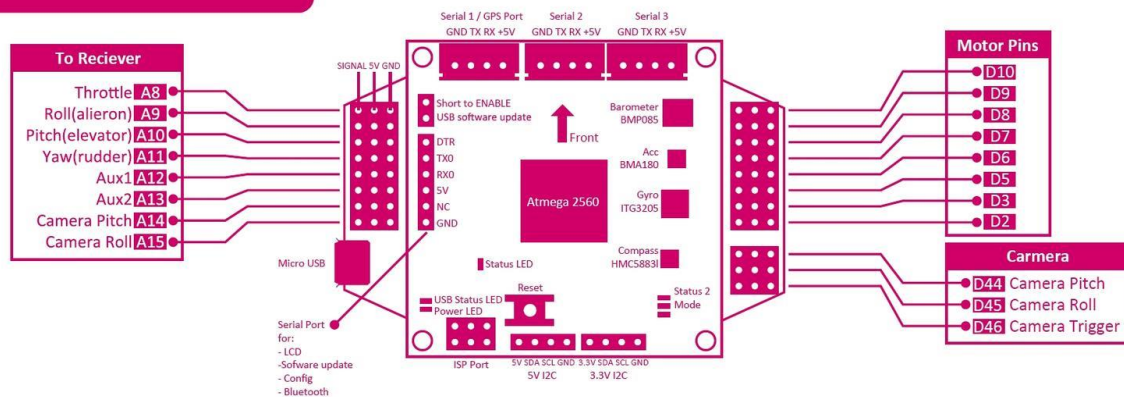 To Reciever
Throttle A8
Roll(alieron) A9
Pitch(elevator) A10
Yaw(rudder) A11
Aux1 A12
Aux2 A13
Camera Pitch A14
Camera Roll A15
SIGNAL 5V GND
Micro USB
Serial Port
for:
- LCD
-Sofware update
- Config
- Bluetooth
Serial 1 / GPS Port
GND TX RX +5V
Serial 2
GND TX RX +5V
Serial 3
GND TX RX +5V
Short to ENABLE
USB software update
DTR
TX0
RX0
5V
NC
GND
Front
Atmega 2560
Barometer
BMP085
Acc
BMA180
Gyro
ITG3205
Compass
HMC5883l
Status LED
USB Status LED
Power LED
Reset
Status 2
Mode
ISP Port
5V SDA SCL GND
5V I2C
3.3V SDA SCL GND
3.3V I2C
Motor Pins
D10
D9
D8
D7
D6
D5
D3
D2
Carmera
D44 Camera Pitch
D45 Camera Roll
D46 Camera Trigger